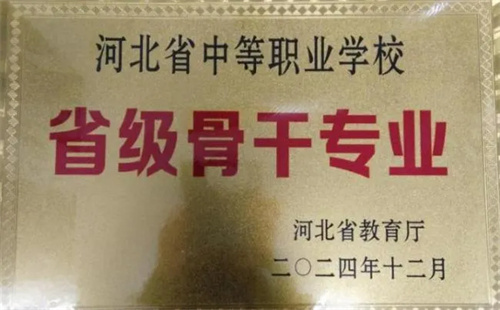 河北省中等职业学校
省级骨干专业
河北省教育厅
二〇二四年十二月